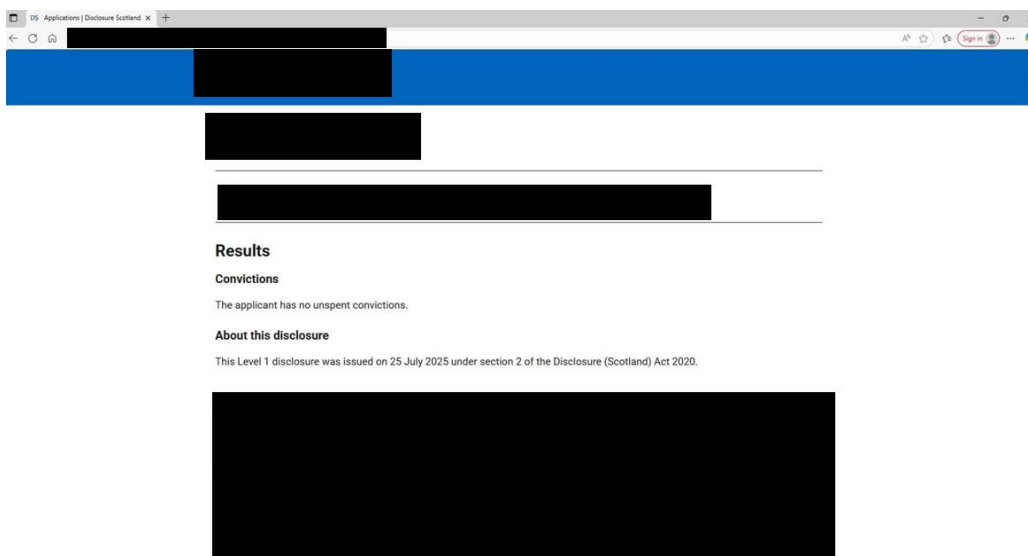 DS Applications | Disclosure Scotland
Sign in
Results
Convictions
The applicant has no unspent convictions.
About this disclosure
This Level 1 disclosure was issued on 25 July 2025 under section 2 of the Disclosure (Scotland) Act 2020.